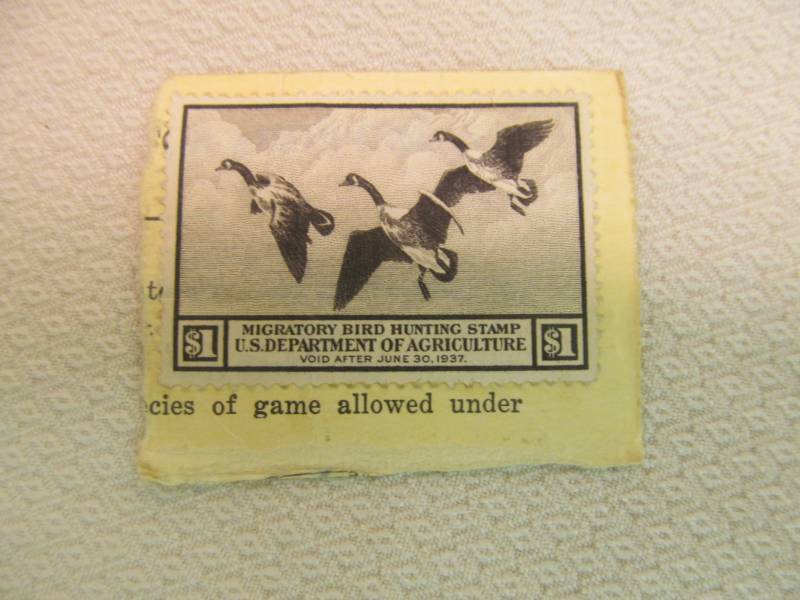 $1 MIGRATORY BIRD HUNTING STAMP $1
U.S. DEPARTMENT OF AGRICULTURE
VOID AFTER JUNE 30, 1937.
cies of game allowed under